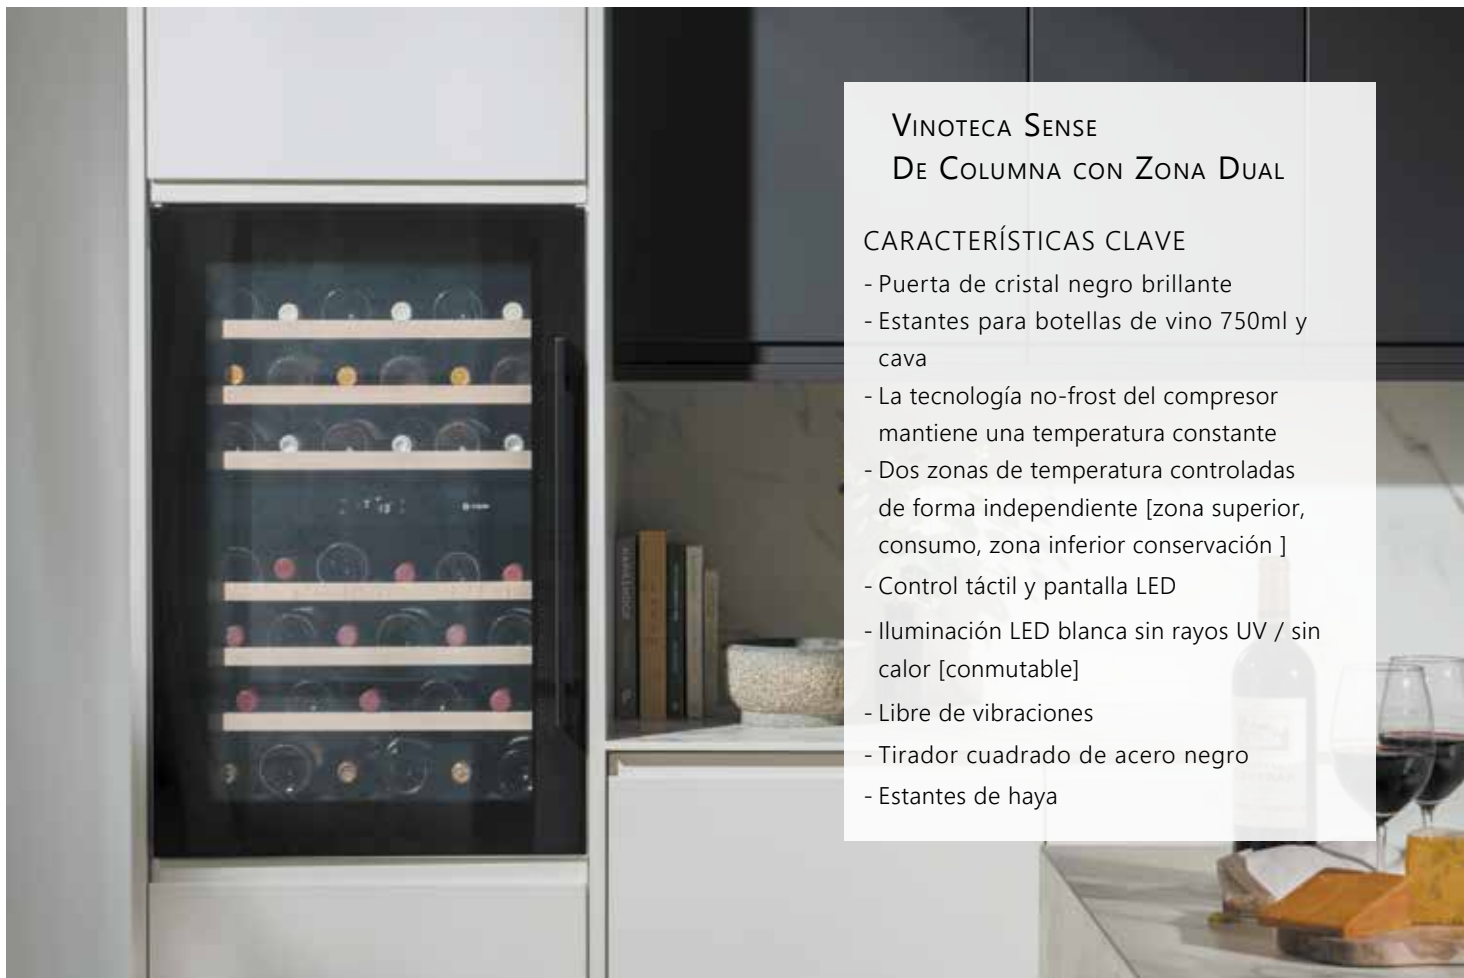 Vinoteca Sense
De Columna con Zona Dual
CARACTERÍSTICAS CLAVE
- Puerta de cristal negro brillante
- Estantes para botellas de vino 750ml y
cava
- La tecnología no-frost del compresor
mantiene una temperatura constante
- Dos zonas de temperatura controladas
de forma independiente [zona superior,
consumo, zona inferior conservación ]
- Control táctil y pantalla LED
- Iluminación LED blanca sin rayos UV / sin
calor [conmutable]
- Libre de vibraciones
- Tirador cuadrado de acero negro
- Estantes de haya